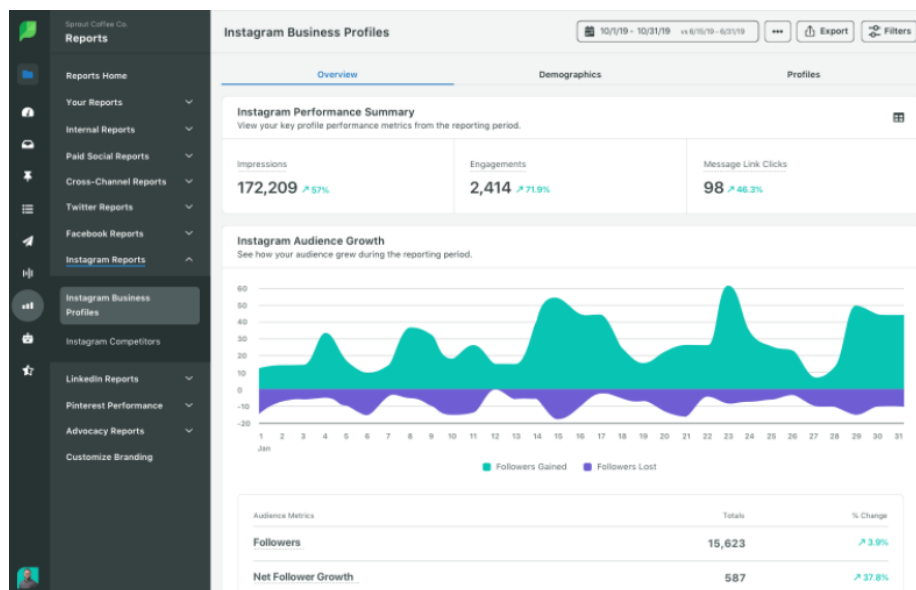 Sprout Coffee Co.
Reports
Reports Home
Your Reports
Internal Reports
Paid Social Reports
Cross-Channel Reports
Twitter Reports
Facebook Reports
Instagram Reports
Instagram Business
Profiles
Instagram Competitors
LinkedIn Reports
Pinterest Performance
Advocacy Reports
Customize Branding
Instagram Business Profiles
10/1/19 - 10/31/19 vs 6/15/19 - 6/31/19
Export
Filters
Overview Demographics Profiles
Instagram Performance Summary
View your key profile performance metrics from the reporting period.
Impressions Engagements Message Link Clicks
172,209 57% 2,414 71.9% 98 46.3%
Instagram Audience Growth
See how your audience grew during the reporting period.
60
50
40
30
20
10
0
-10
-20
1 2 3 4 5 6 7 8 9 10 11 12 13 14 15 16 17 18 19 20 21 22 23 24 25 26 27 28 29 30 31
Jan
Followers Gained Followers Lost
Audience Metrics Totals % Change
Followers 15,623 3.9%
Net Follower Growth 587 37.8%